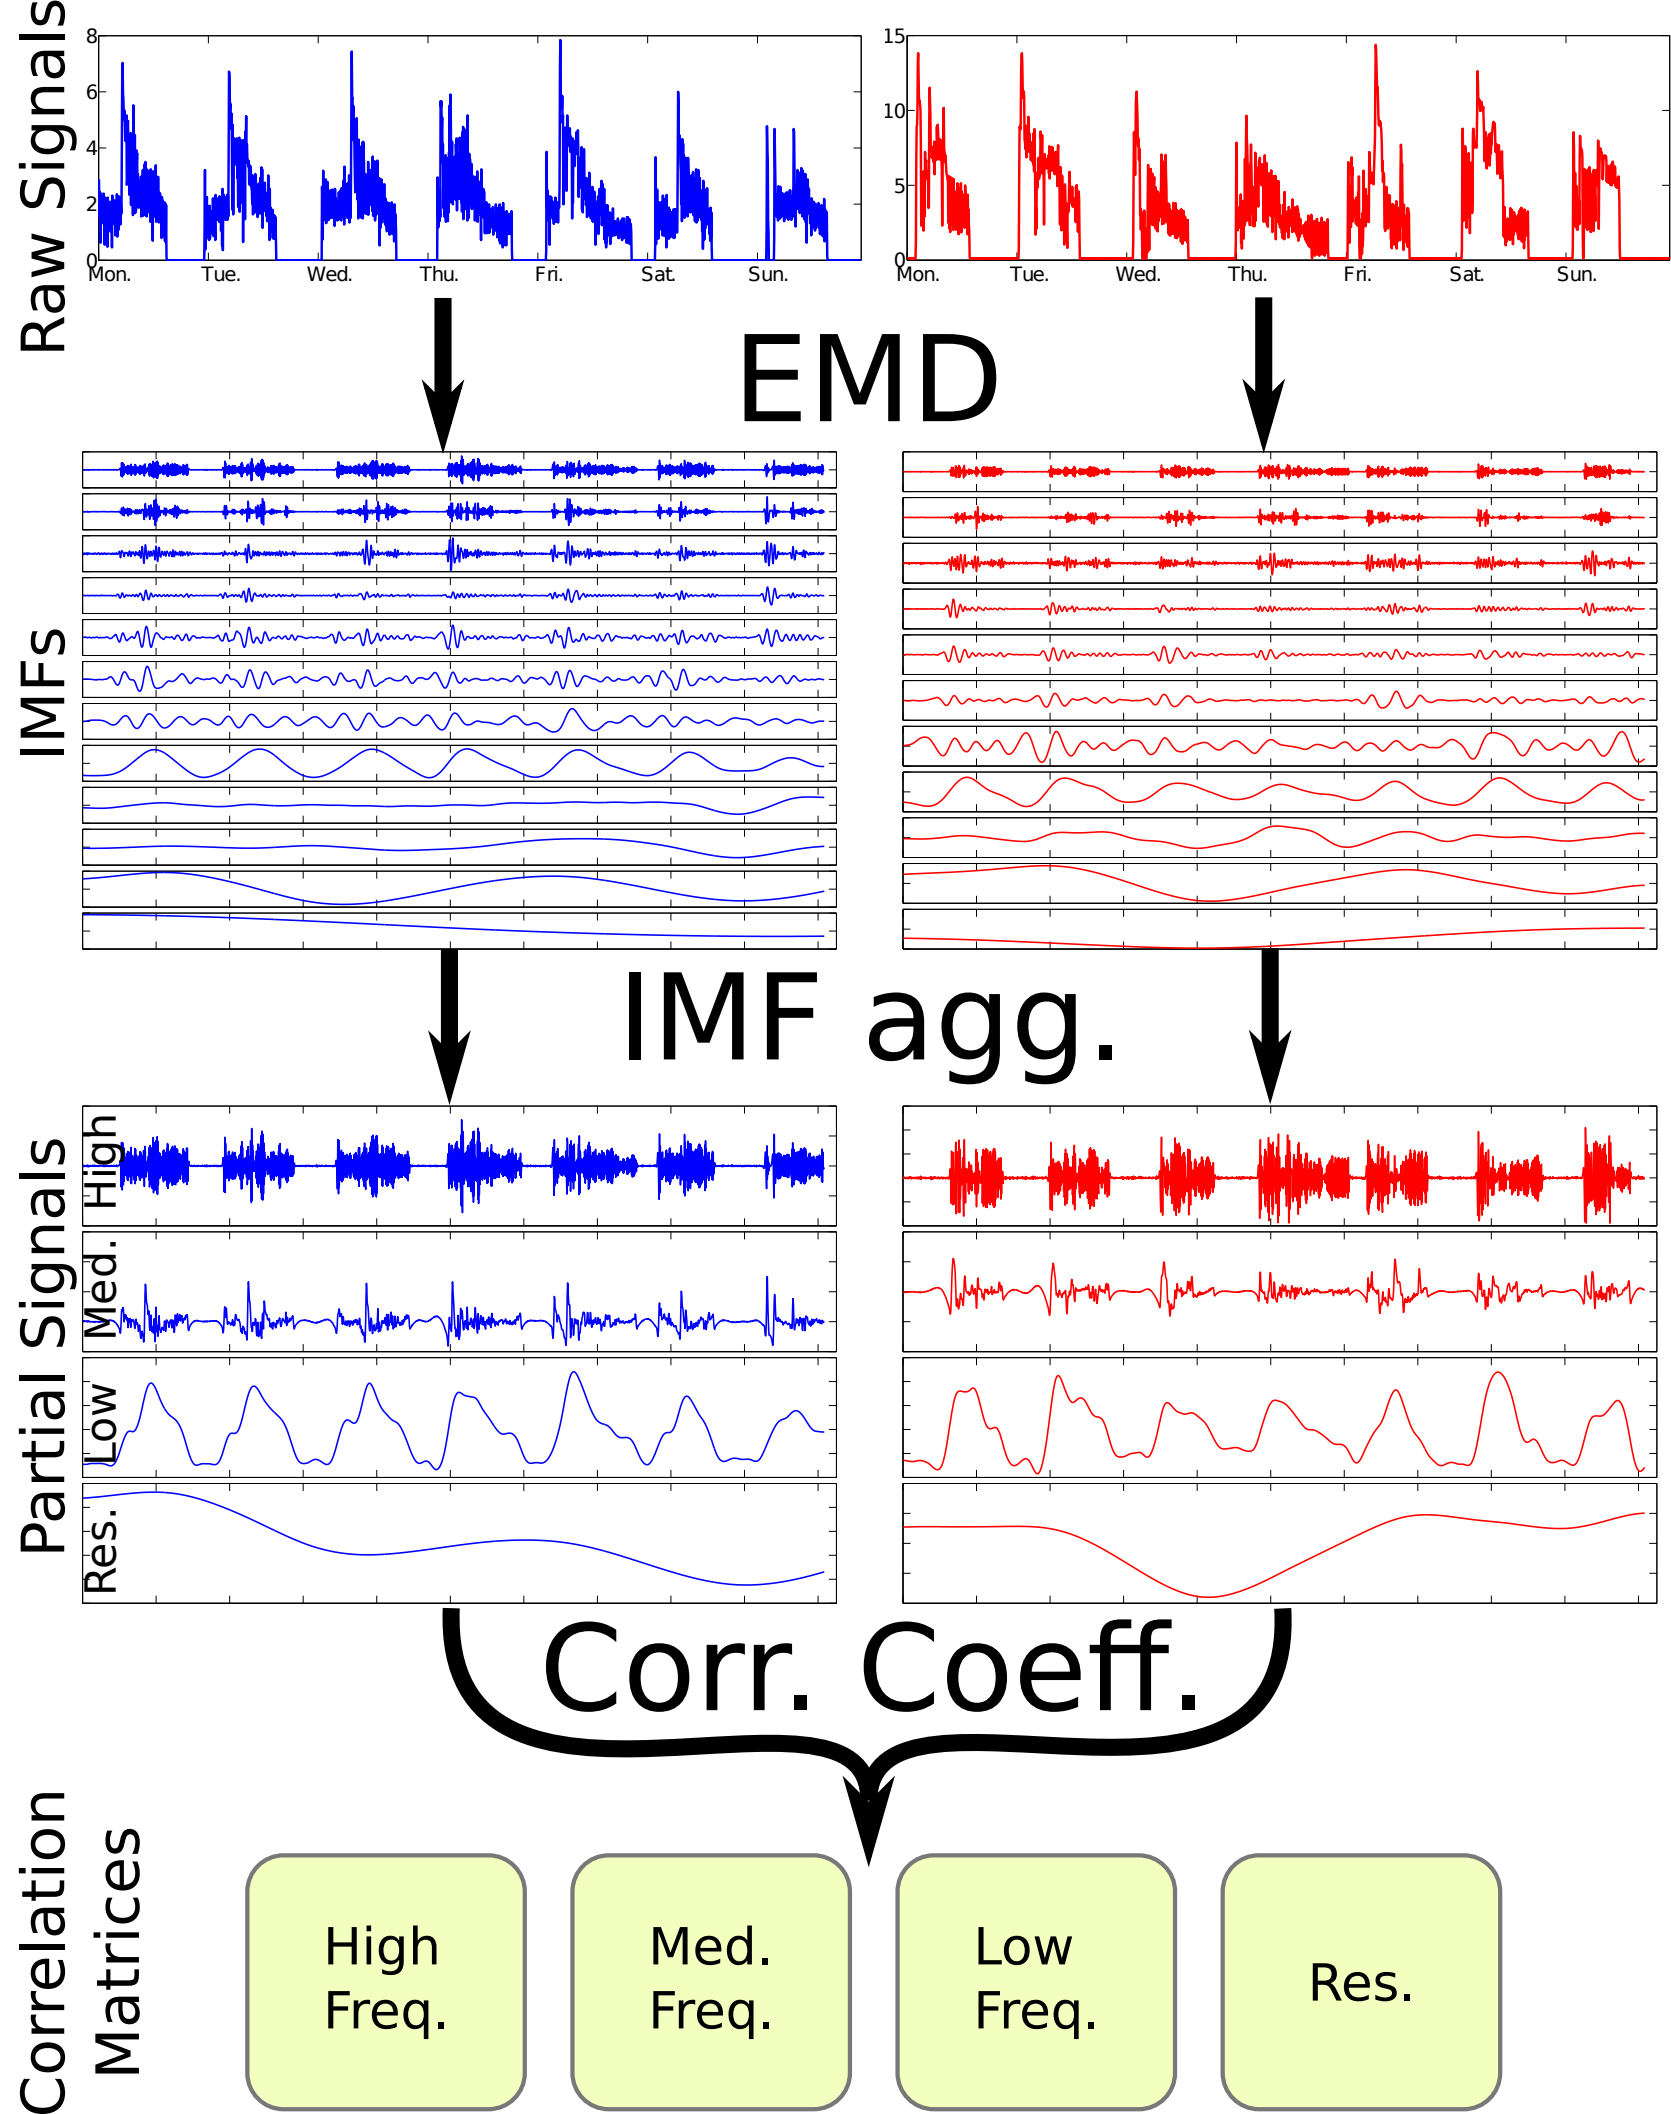 Raw Signals
8
6
4
2
0
Mon.
Tue.
Wed.
Thu.
Fri.
Sat.
Sun.
15
10
5
0
Mon.
Tue.
Wed.
Thu.
Fri.
Sat.
Sun.
EMD
IMFs
IMF agg.
Partial Signals
High
Med.
Low
Res.
Corr. Coeff.
Correlation
Matrices
High
Freq.
Med.
Freq.
Low
Freq.
Res.